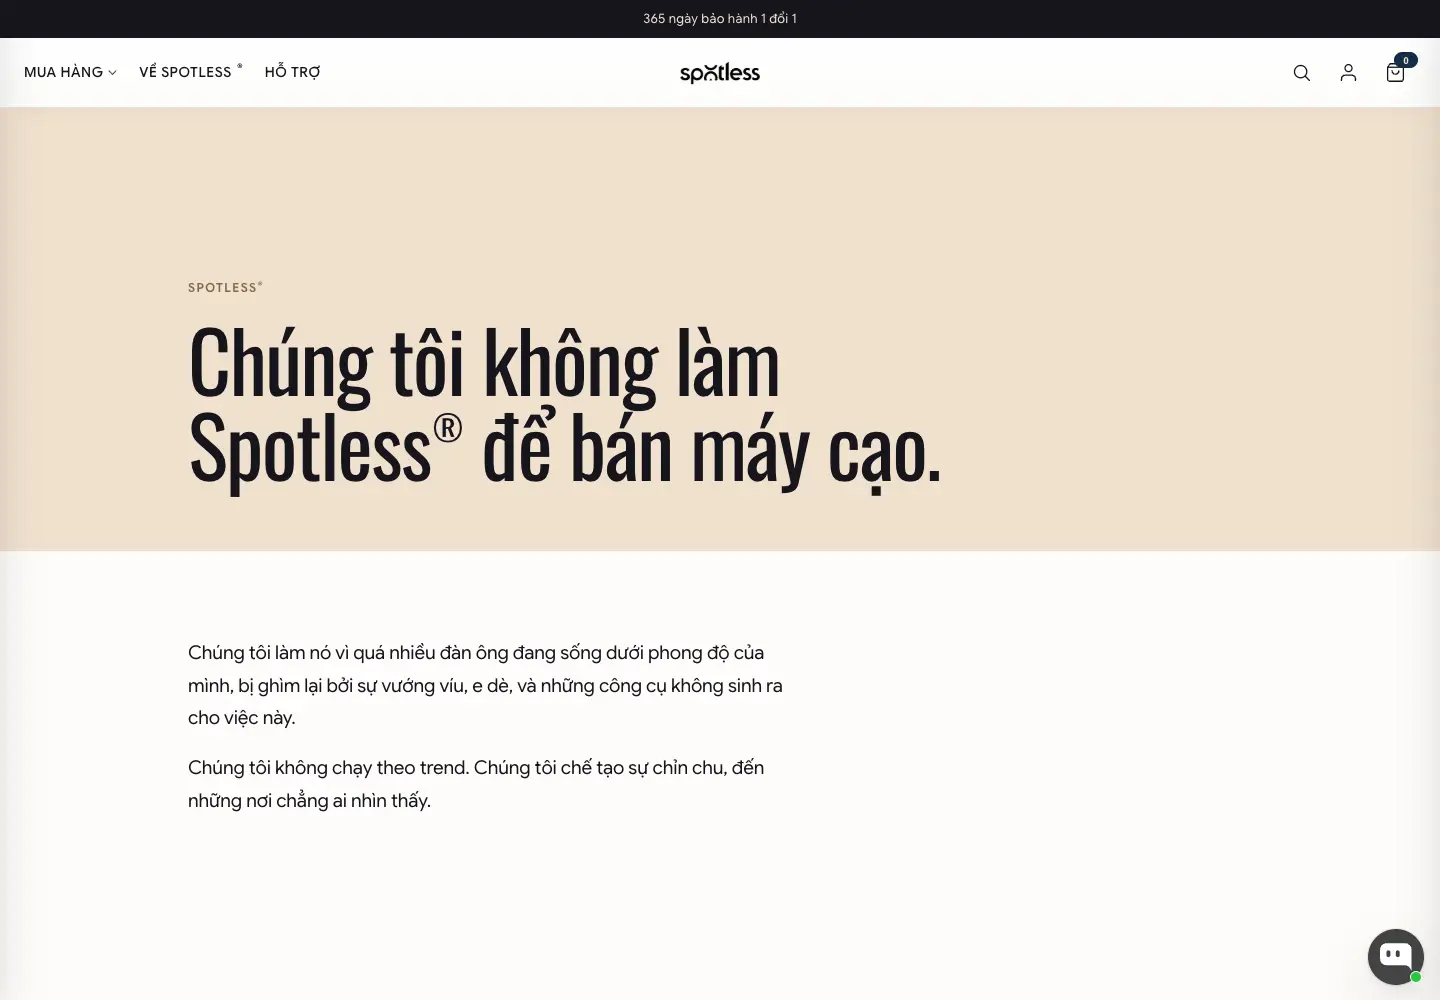 365 ngày bảo hành 1 đổi 1
MUA HÀNG
VỀ SPOTLESS ®
HỖ TRỢ
spotless
0
SPOTLESS®
Chúng tôi không làm
Spotless® để bán máy cạo.
Chúng tôi làm nó vì quá nhiều đàn ông đang sống dưới phong độ của
mình, bị ghìm lại bởi sự vướng víu, e dè, và những công cụ không sinh ra
cho việc này.
Chúng tôi không chạy theo trend. Chúng tôi chế tạo sự chỉn chu, đến
những nơi chẳng ai nhìn thấy.